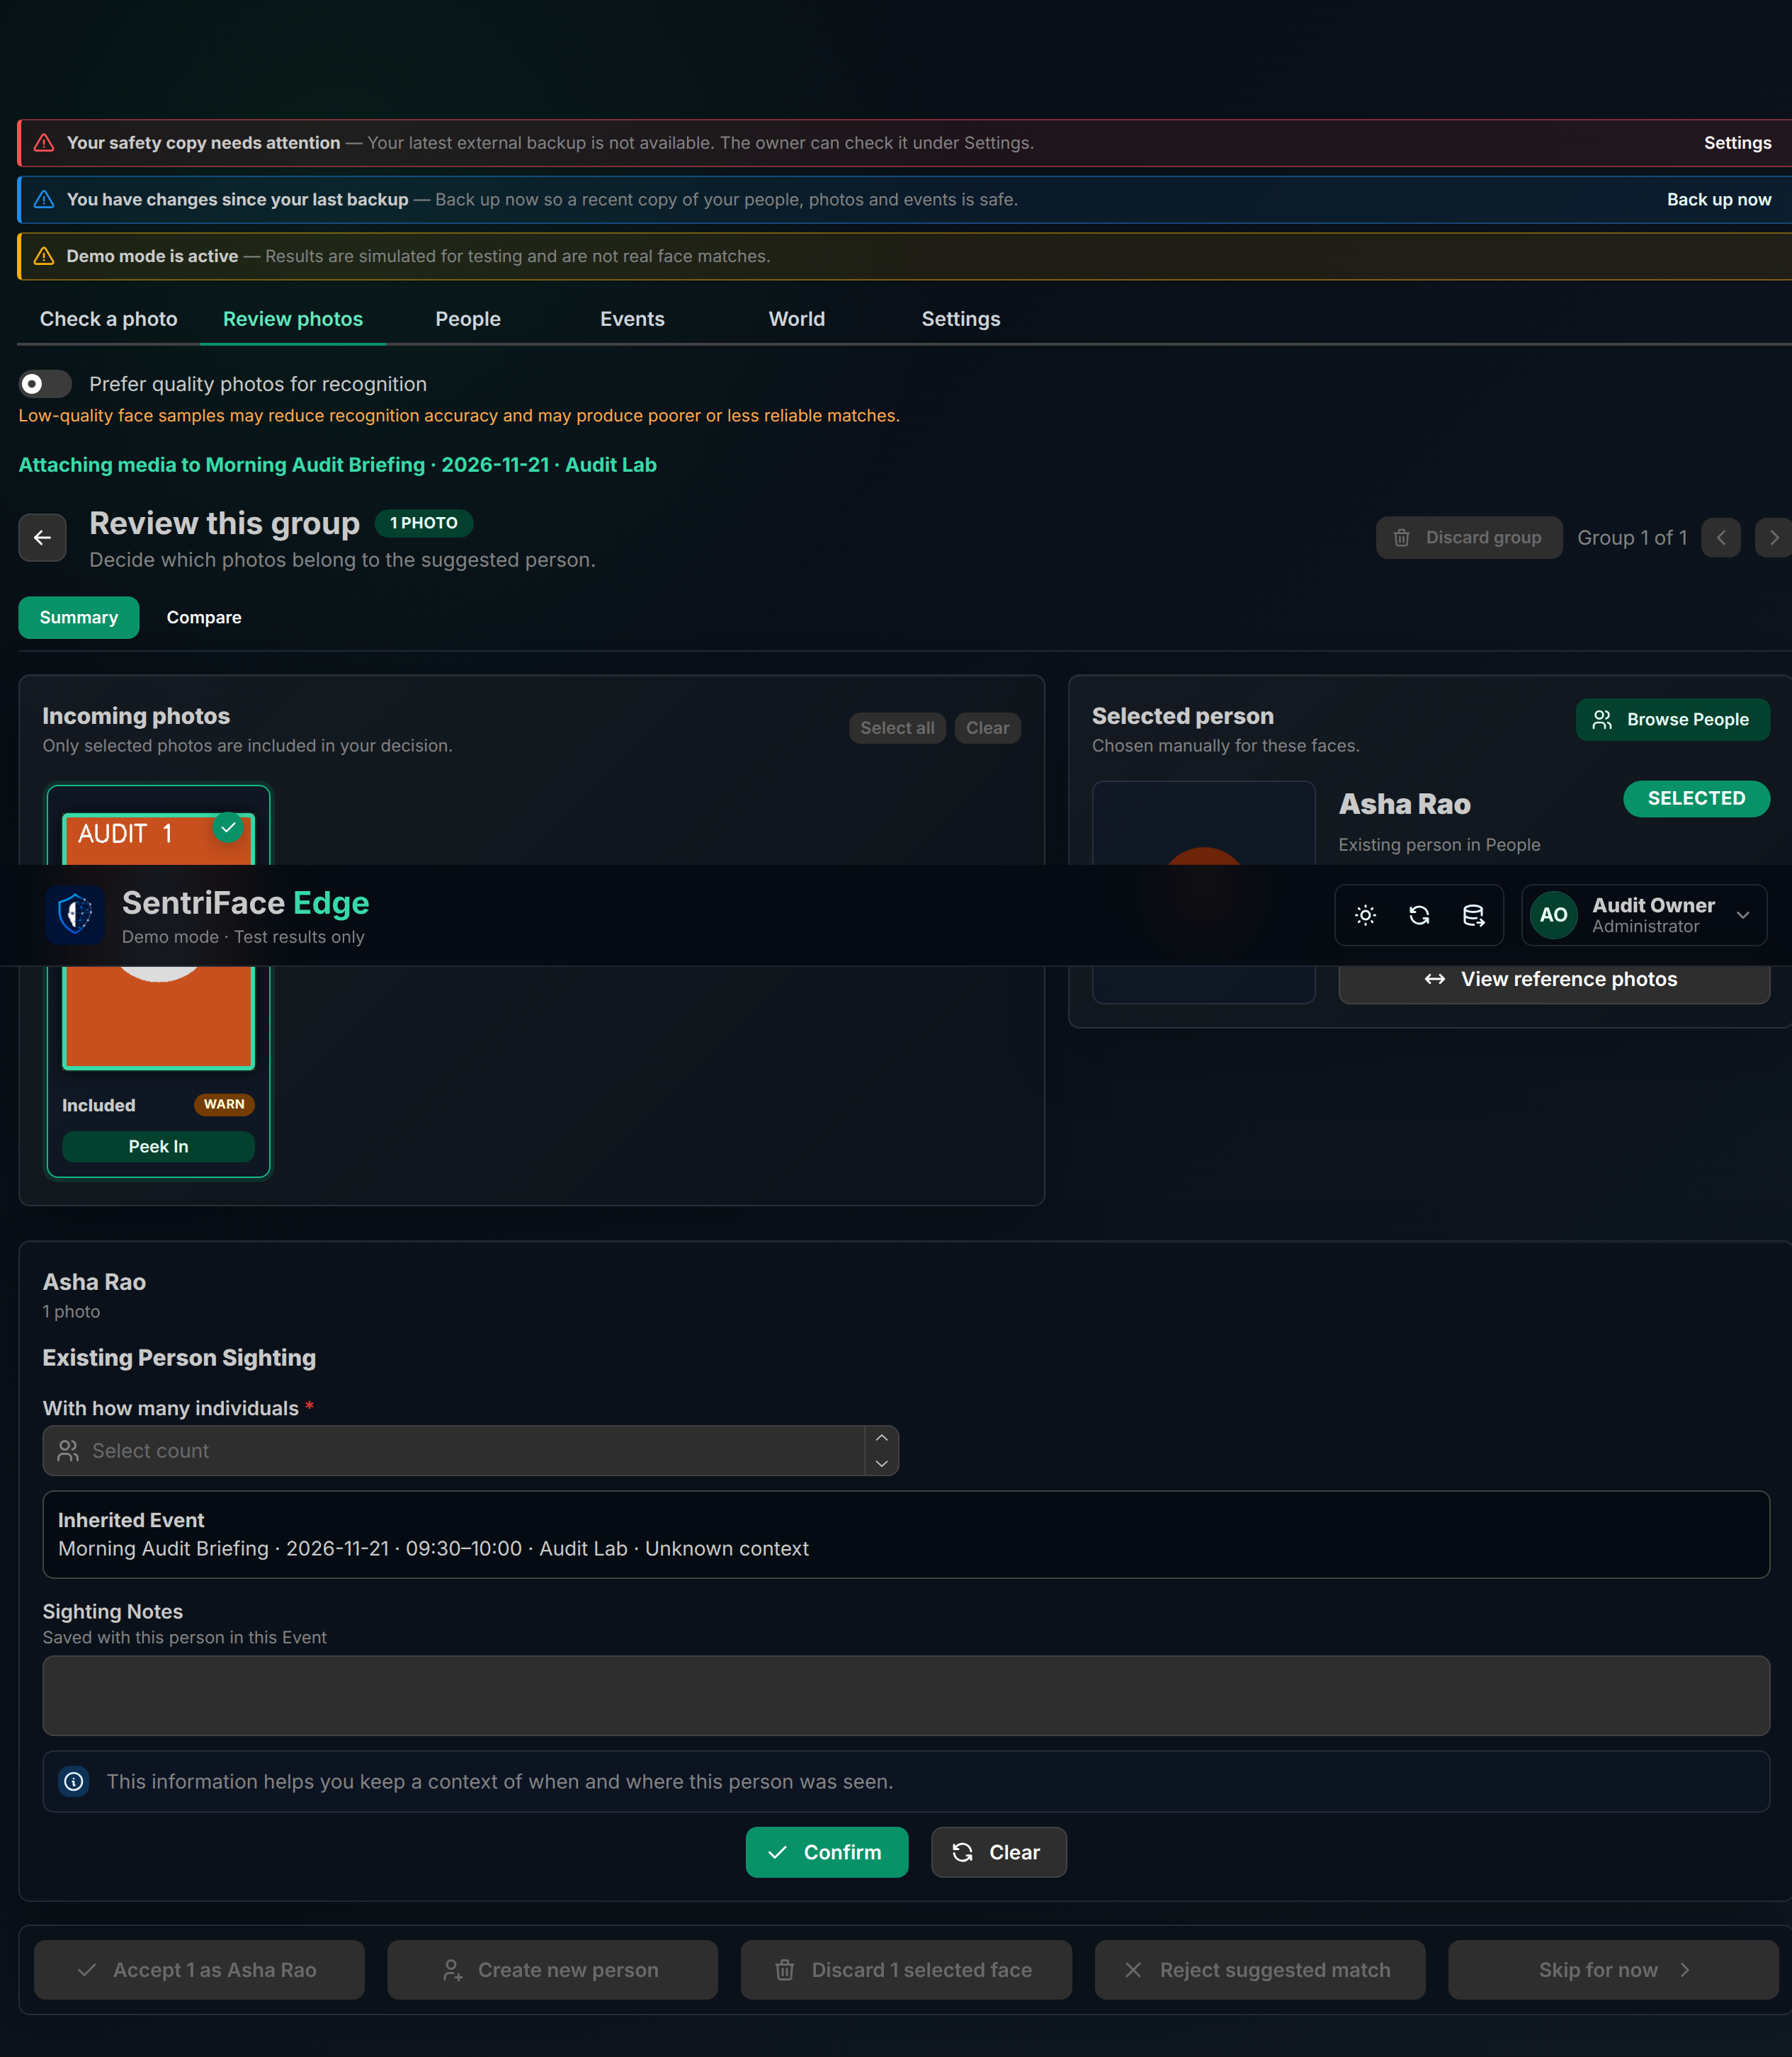 Your safety copy needs attention — Your latest external backup is not available. The owner can check it under Settings. Settings
You have changes since your last backup — Back up now so a recent copy of your people, photos and events is safe. Back up now
Demo mode is active — Results are simulated for testing and are not real face matches.
Check a photo Review photos People Events World Settings
Prefer quality photos for recognition
Low-quality face samples may reduce recognition accuracy and may produce poorer or less reliable matches.
Attaching media to Morning Audit Briefing · 2026-11-21 · Audit Lab
Review this group 1 PHOTO
Decide which photos belong to the suggested person.
Discard group Group 1 of 1
Summary Compare
Incoming photos
Only selected photos are included in your decision.
Select all Clear
AUDIT 1
Selected person
Chosen manually for these faces.
Browse People
Asha Rao SELECTED
Existing person in People
SentriFace Edge
Demo mode · Test results only
AO Audit Owner
Administrator
View reference photos
Included WARN
Peek In
Asha Rao
1 photo
Existing Person Sighting
With how many individuals *
Select count
Inherited Event
Morning Audit Briefing · 2026-11-21 · 09:30–10:00 · Audit Lab · Unknown context
Sighting Notes
Saved with this person in this Event
This information helps you keep a context of when and where this person was seen.
Confirm Clear
Accept 1 as Asha Rao Create new person Discard 1 selected face Reject suggested match Skip for now